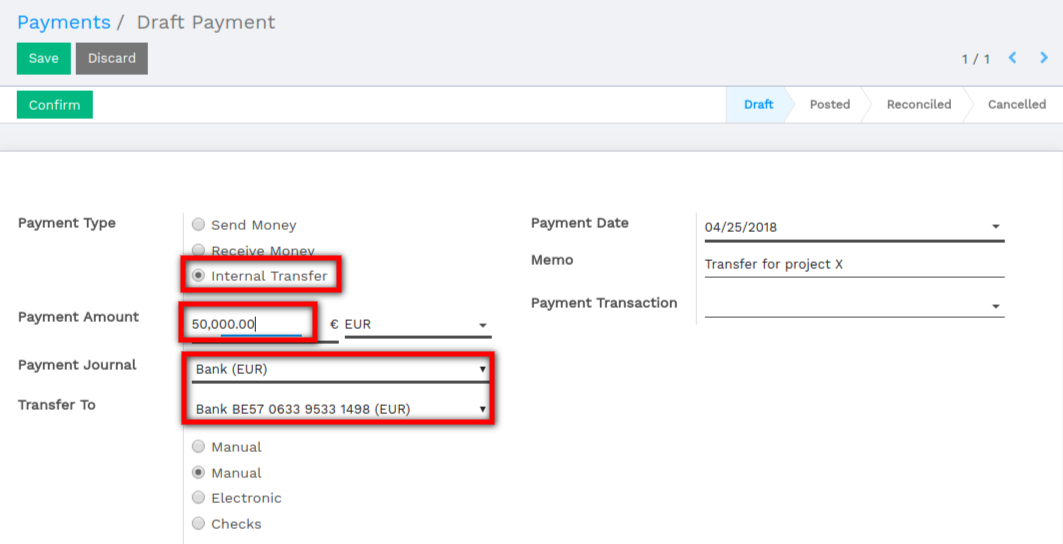 Payments / Draft Payment
Save Discard 1 / 1
Confirm Draft Posted Reconciled Cancelled
Payment Type
Send Money
Receive Money
Internal Transfer
Payment Amount 50,000.00 € EUR
Payment Journal Bank (EUR)
Transfer To Bank BE57 0633 9533 1498 (EUR)
Manual
Manual
Electronic
Checks
Payment Date 04/25/2018
Memo Transfer for project X
Payment Transaction